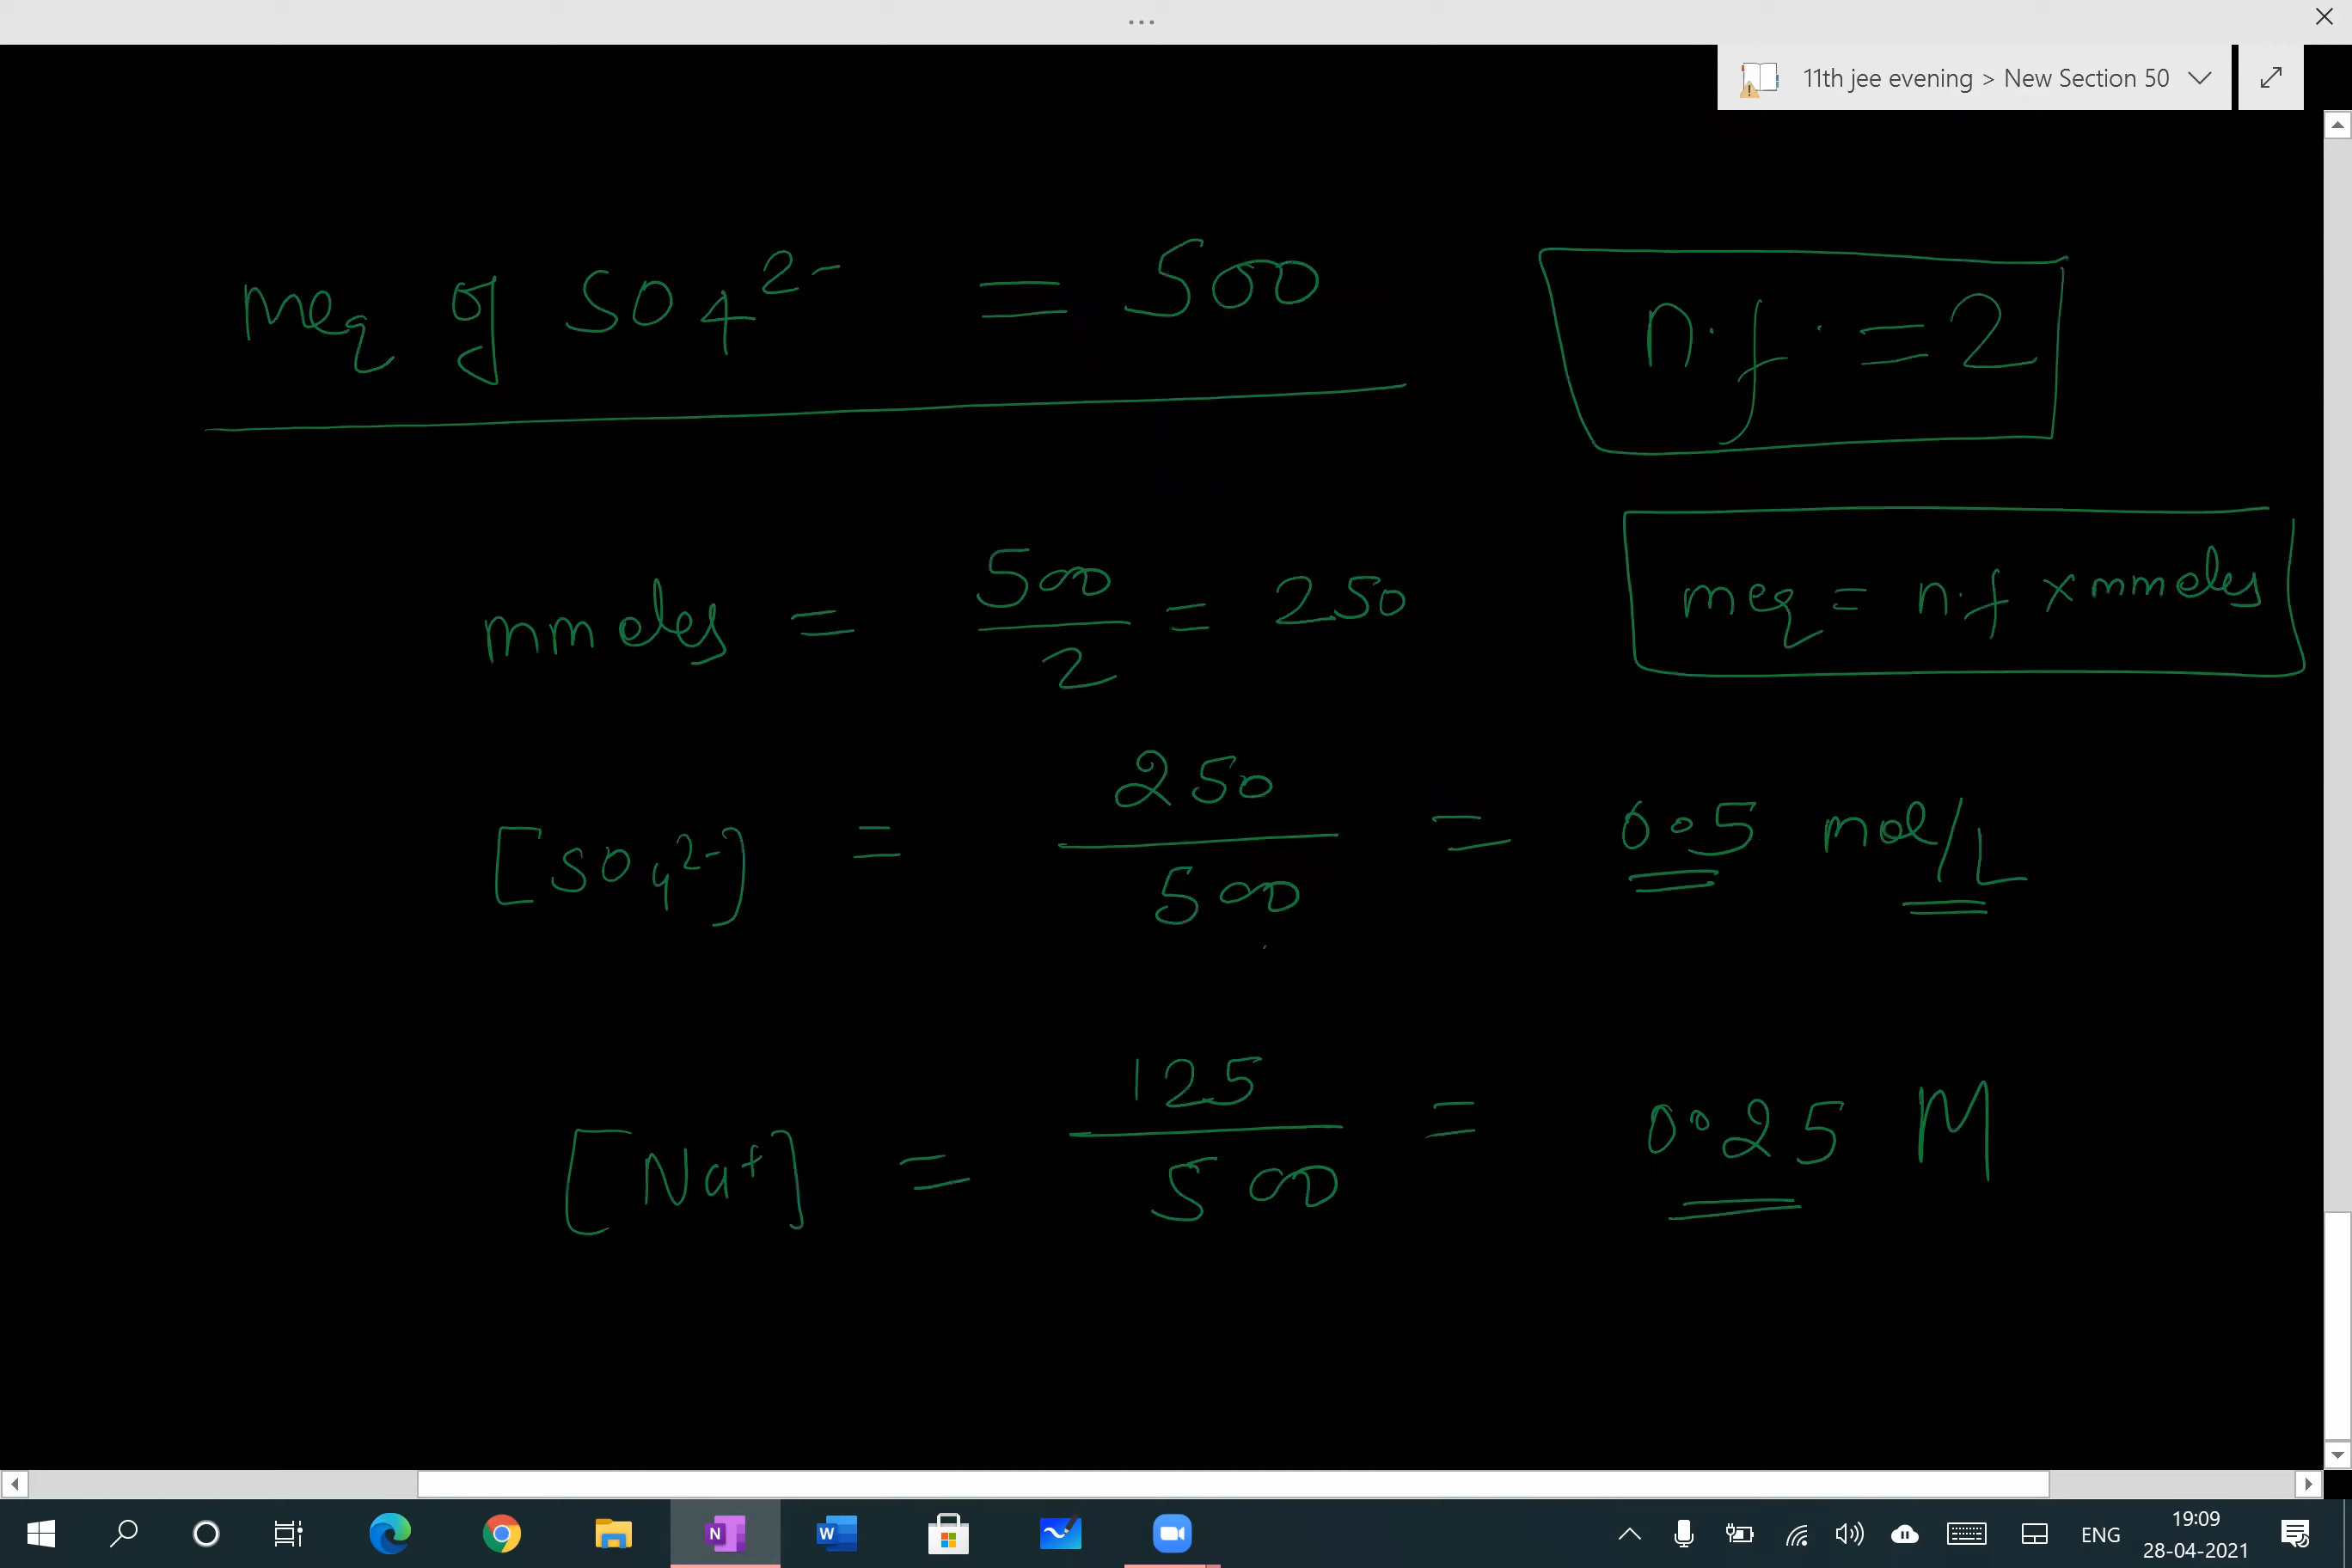 11th jee evening > New Section 50
meq of SO4^2- = 500
n.f. = 2
mmoles = 500/2 = 250
meq = n.f × mmoles
[SO4^2-] = 250/500 = 0.5 mol/L
[Na+] = 125/500 = 0.25 M
ENG
19:09
28-04-2021